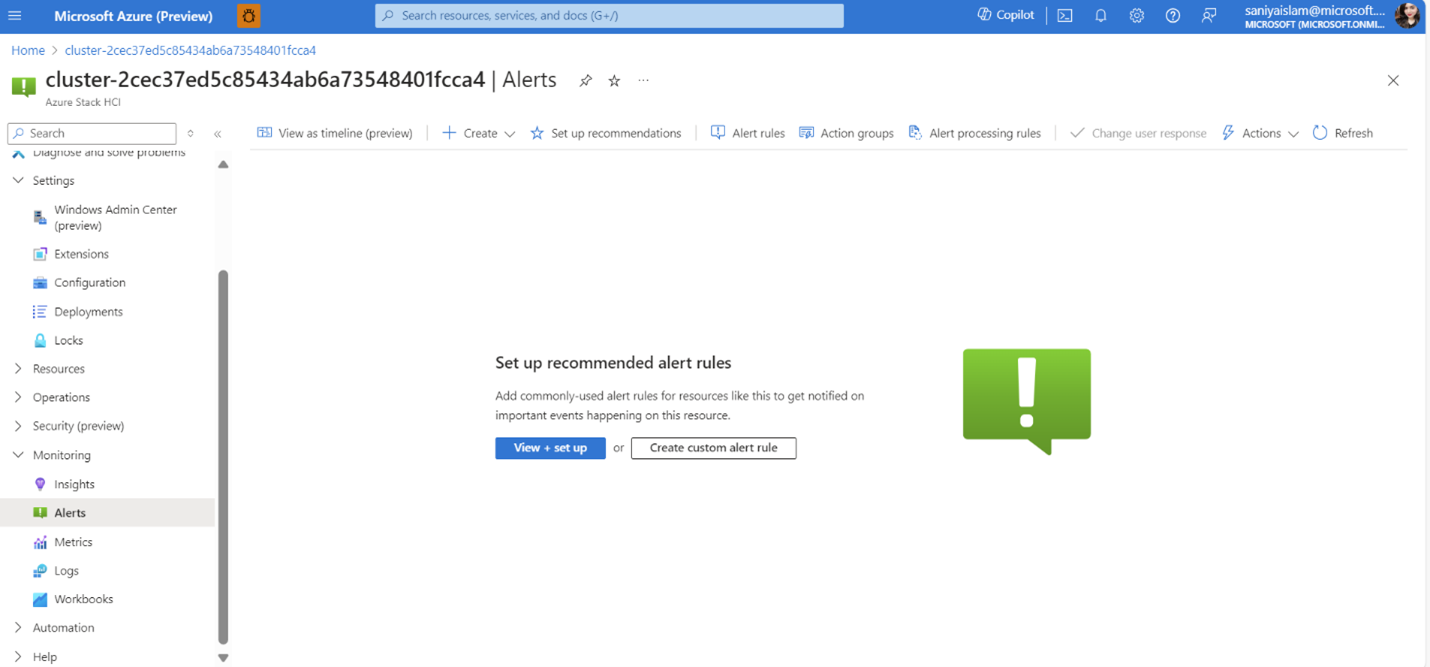 Microsoft Azure (Preview)
Search resources, services, and docs (G+/)
Copilot
saniyaislam@microsoft....
MICROSOFT (MICROSOFT.ONMI...
Home > cluster-2cec37ed5c85434ab6a73548401fcca4
cluster-2cec37ed5c85434ab6a73548401fcca4 | Alerts
Azure Stack HCI
Search
View as timeline (preview)
Create
Set up recommendations
Alert rules
Action groups
Alert processing rules
Change user response
Actions
Refresh
Diagnose and solve problems
Settings
Windows Admin Center
(preview)
Extensions
Configuration
Deployments
Locks
Resources
Operations
Security (preview)
Monitoring
Insights
Alerts
Metrics
Logs
Workbooks
Automation
Help
Set up recommended alert rules
Add commonly-used alert rules for resources like this to get notified on
important events happening on this resource.
View + set up or Create custom alert rule